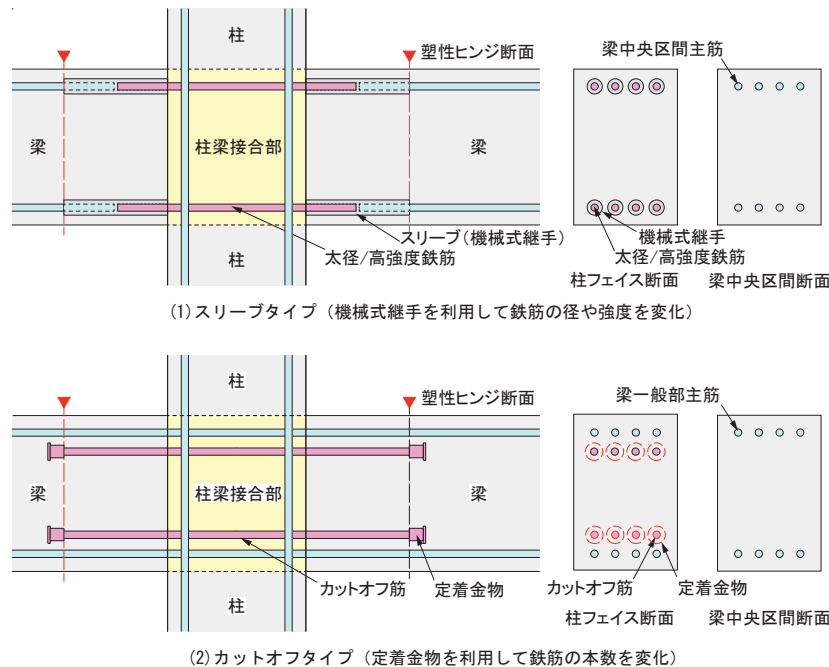 柱
塑性ヒンジ断面
梁中央区間主筋
梁
柱梁接合部
梁
スリーブ(機械式継手)
機械式継手
太径/高強度鉄筋
太径/高強度鉄筋
柱
柱フェイス断面
梁中央区間断面
(1)スリーブタイプ(機械式継手を利用して鉄筋の径や強度を変化)
柱
塑性ヒンジ断面
梁一般部主筋
梁
柱梁接合部
梁
カットオフ筋
定着金物
カットオフ筋
定着金物
柱
柱フェイス断面
梁中央区間断面
(2)カットオフタイプ(定着金物を利用して鉄筋の本数を変化)